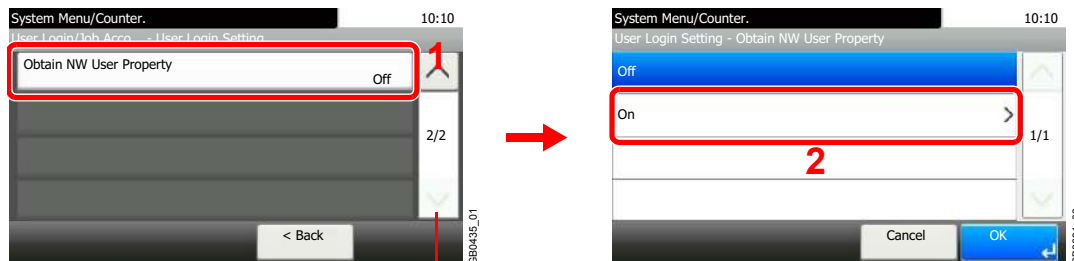 System Menu/Counter.
10:10
User Login/Job Acco... - User Login Setting
1
Obtain NW User Property
Off
2/2
< Back
GB0435_01
System Menu/Counter.
10:10
User Login Setting - Obtain NW User Property
Off
On
1/1
2
Cancel
OK